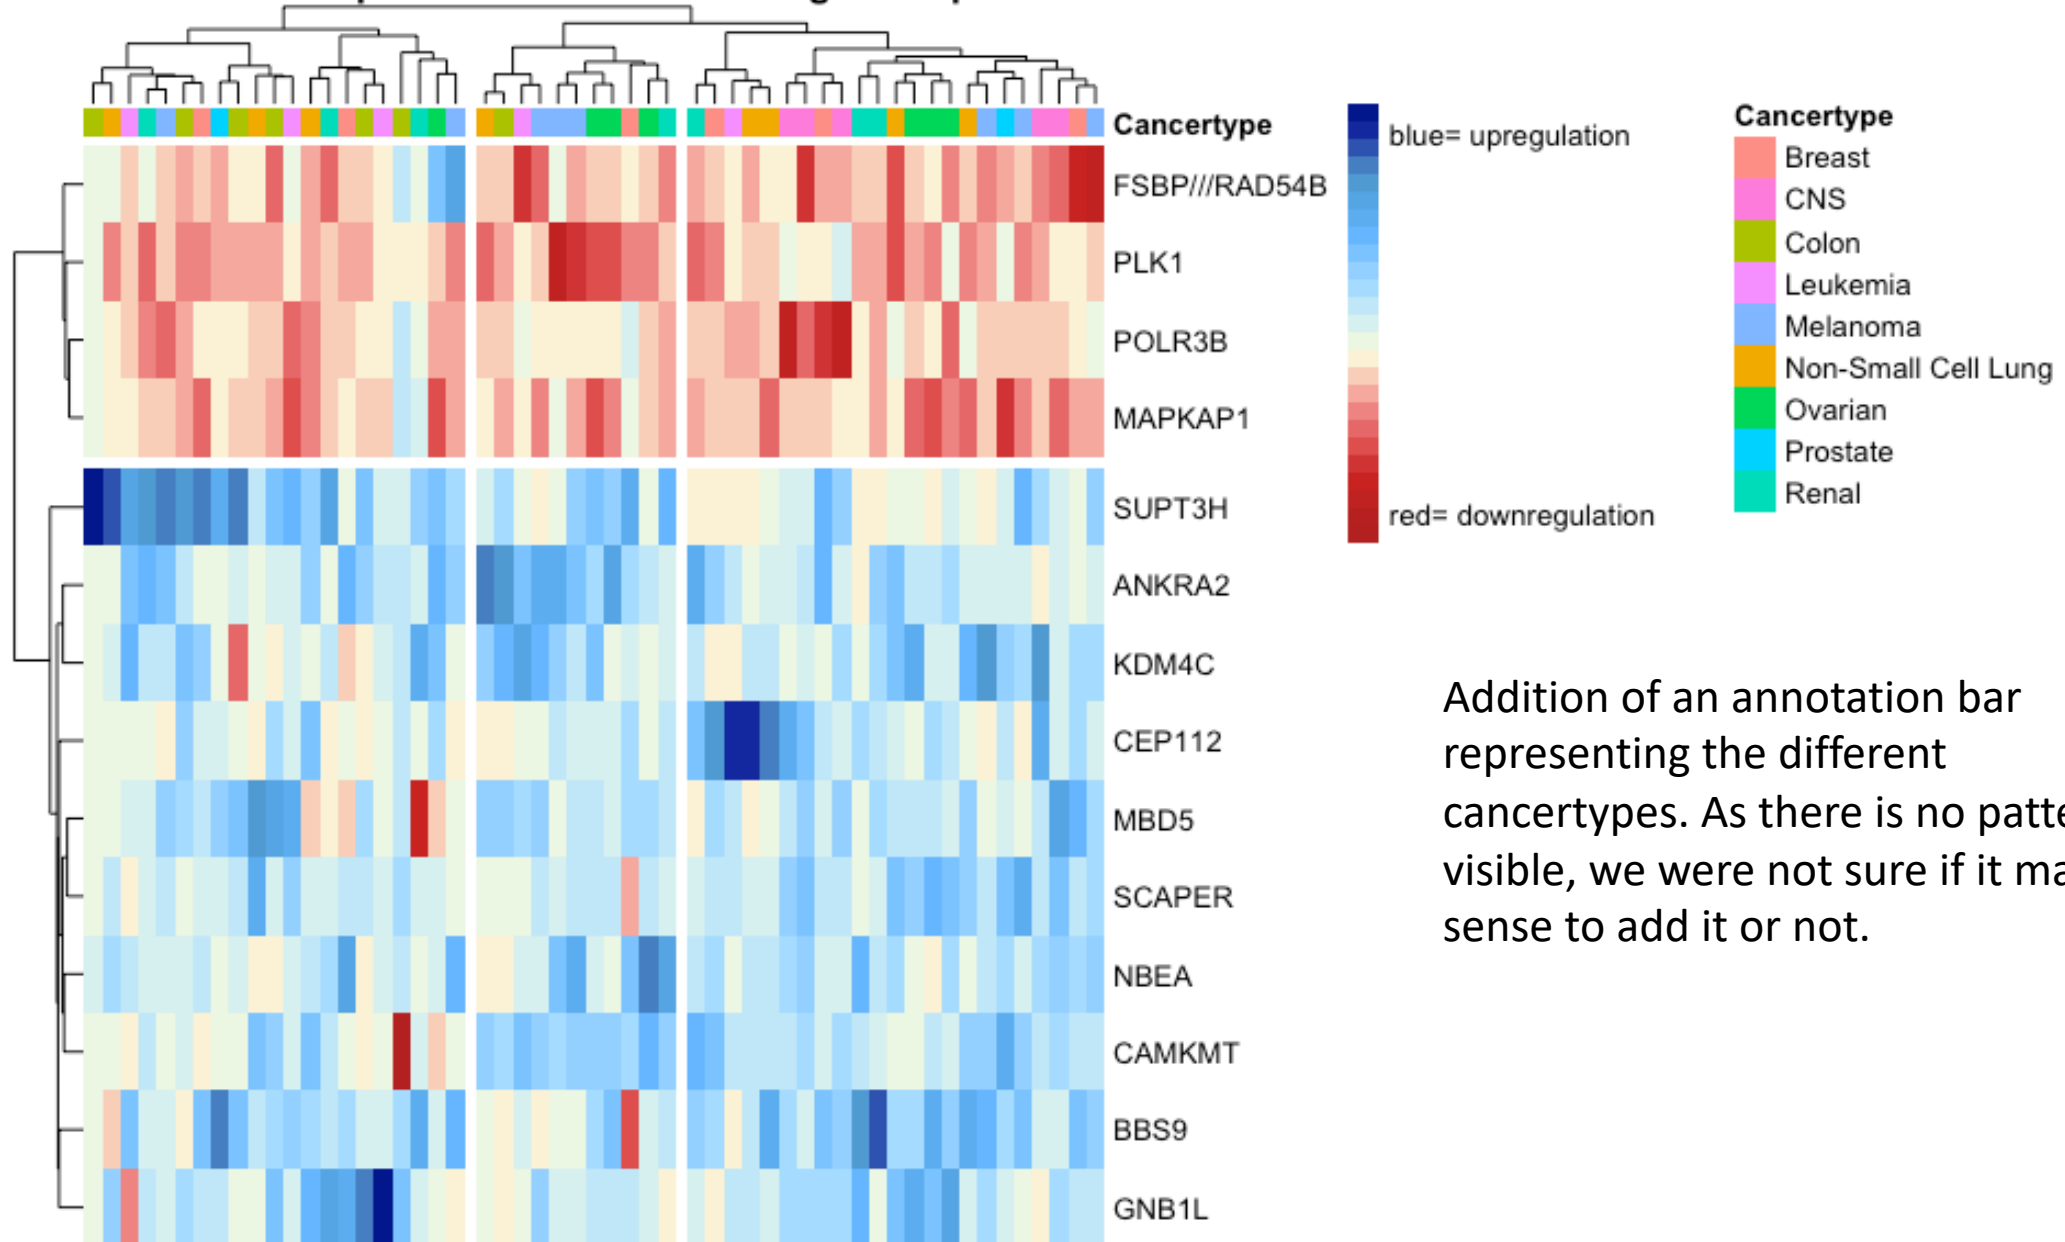 Cancertype
FSBP///RAD54B
PLK1
POLR3B
MAPKAP1
SUPT3H
ANKRA2
KDM4C
CEP112
MBD5
SCAPER
NBEA
CAMKMT
BBS9
GNB1L
blue= upregulation
red= downregulation
Cancertype
Breast
CNS
Colon
Leukemia
Melanoma
Non-Small Cell Lung
Ovarian
Prostate
Renal
Addition of an annotation bar
representing the different
cancertypes. As there is no
visible, we were not sure if it
sense to add it or not.